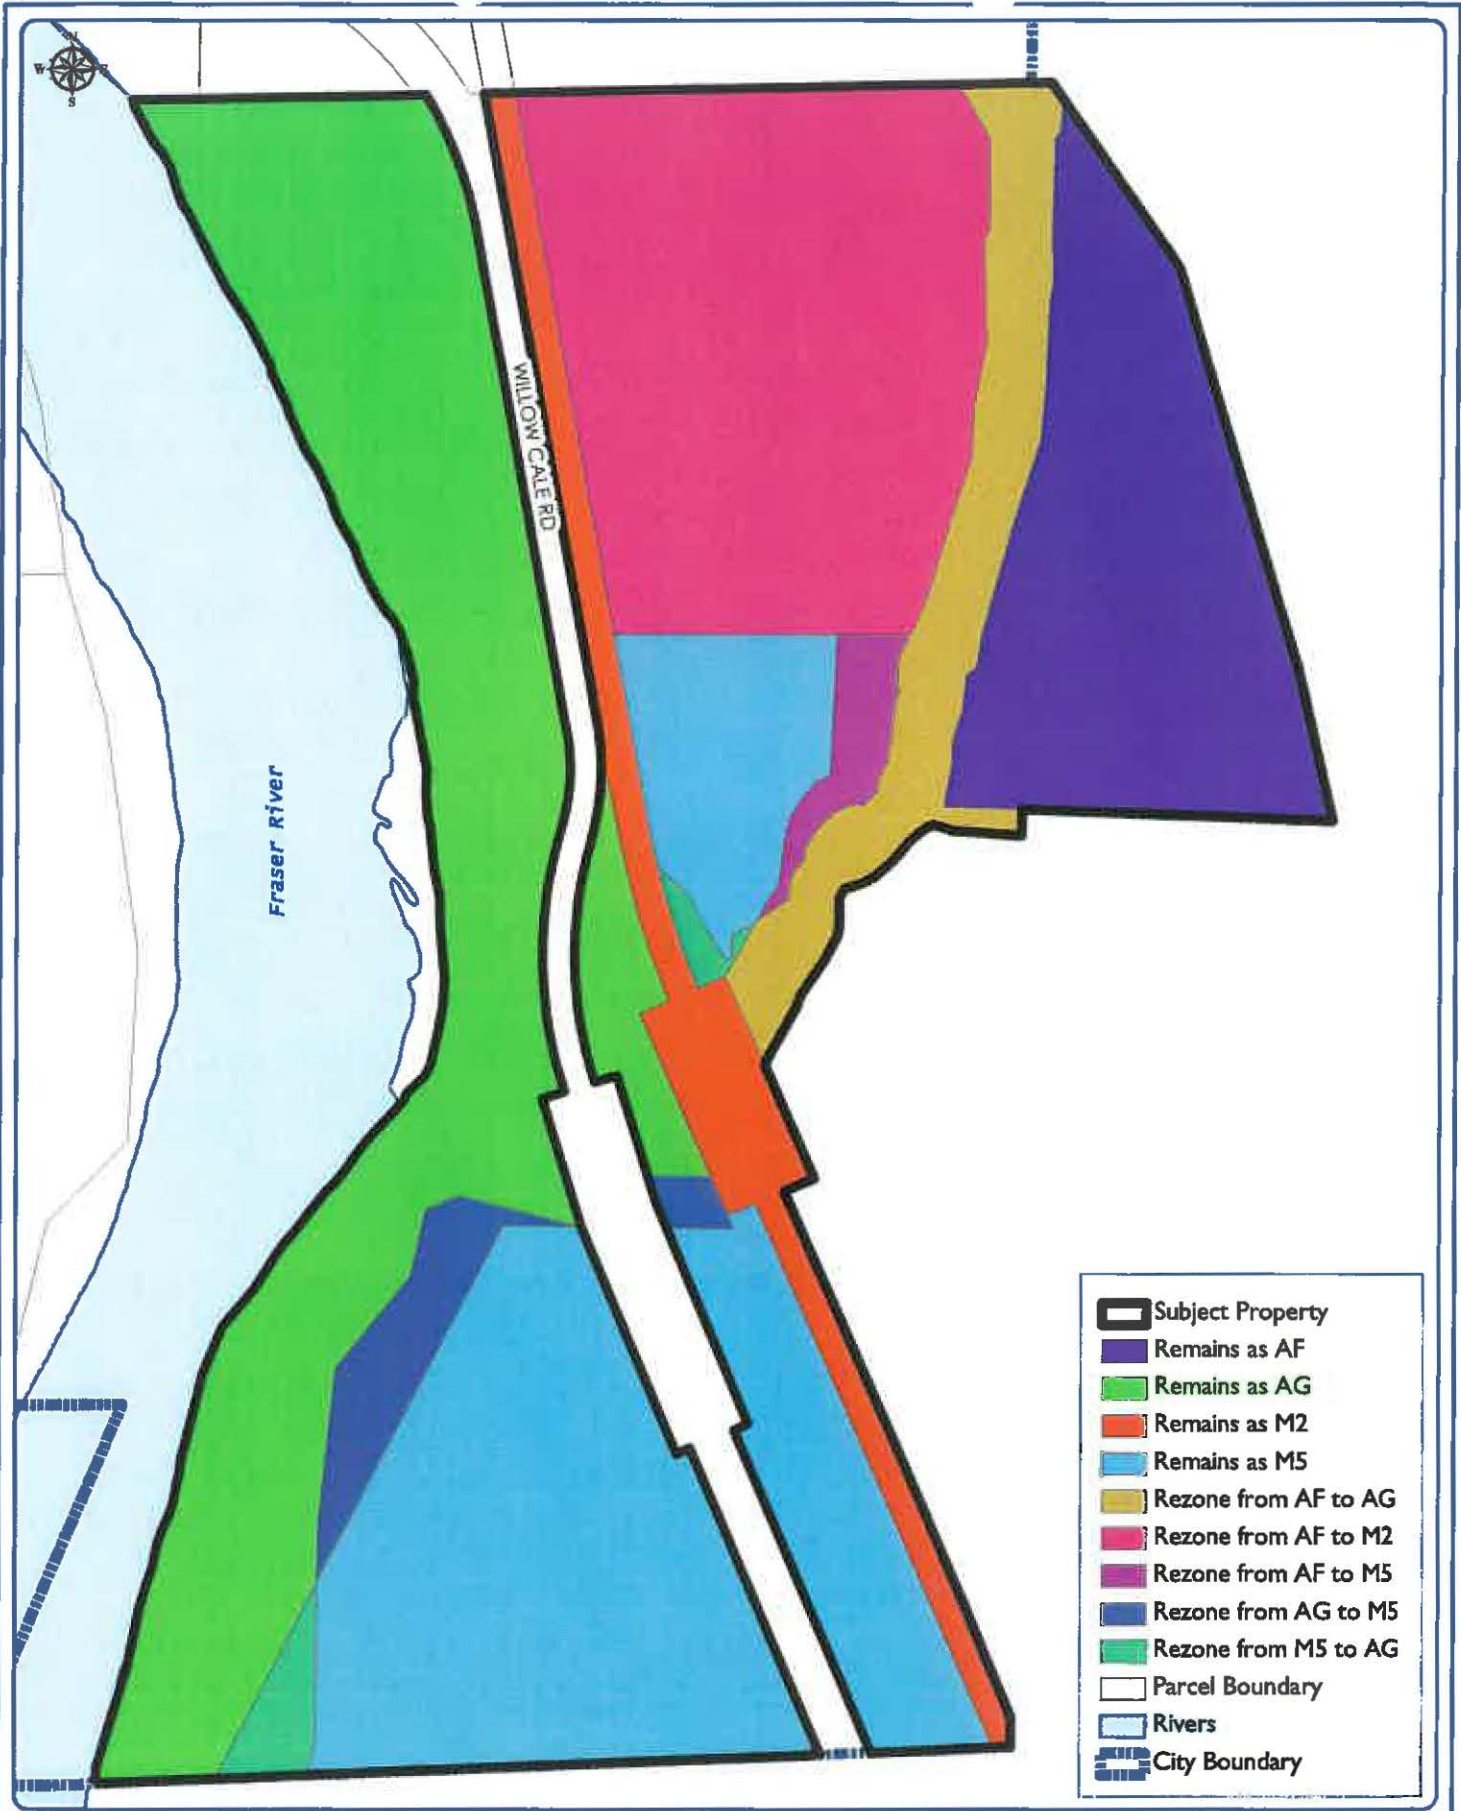 N
W
E
S
WILLOW CALE RD
Fraser River
Subject Property
Remains as AF
Remains as AG
Remains as M2
Remains as M5
Rezone from AF to AG
Rezone from AF to M2
Rezone from AF to M5
Rezone from AG to M5
Rezone from M5 to AG
Parcel Boundary
Rivers
City Boundary